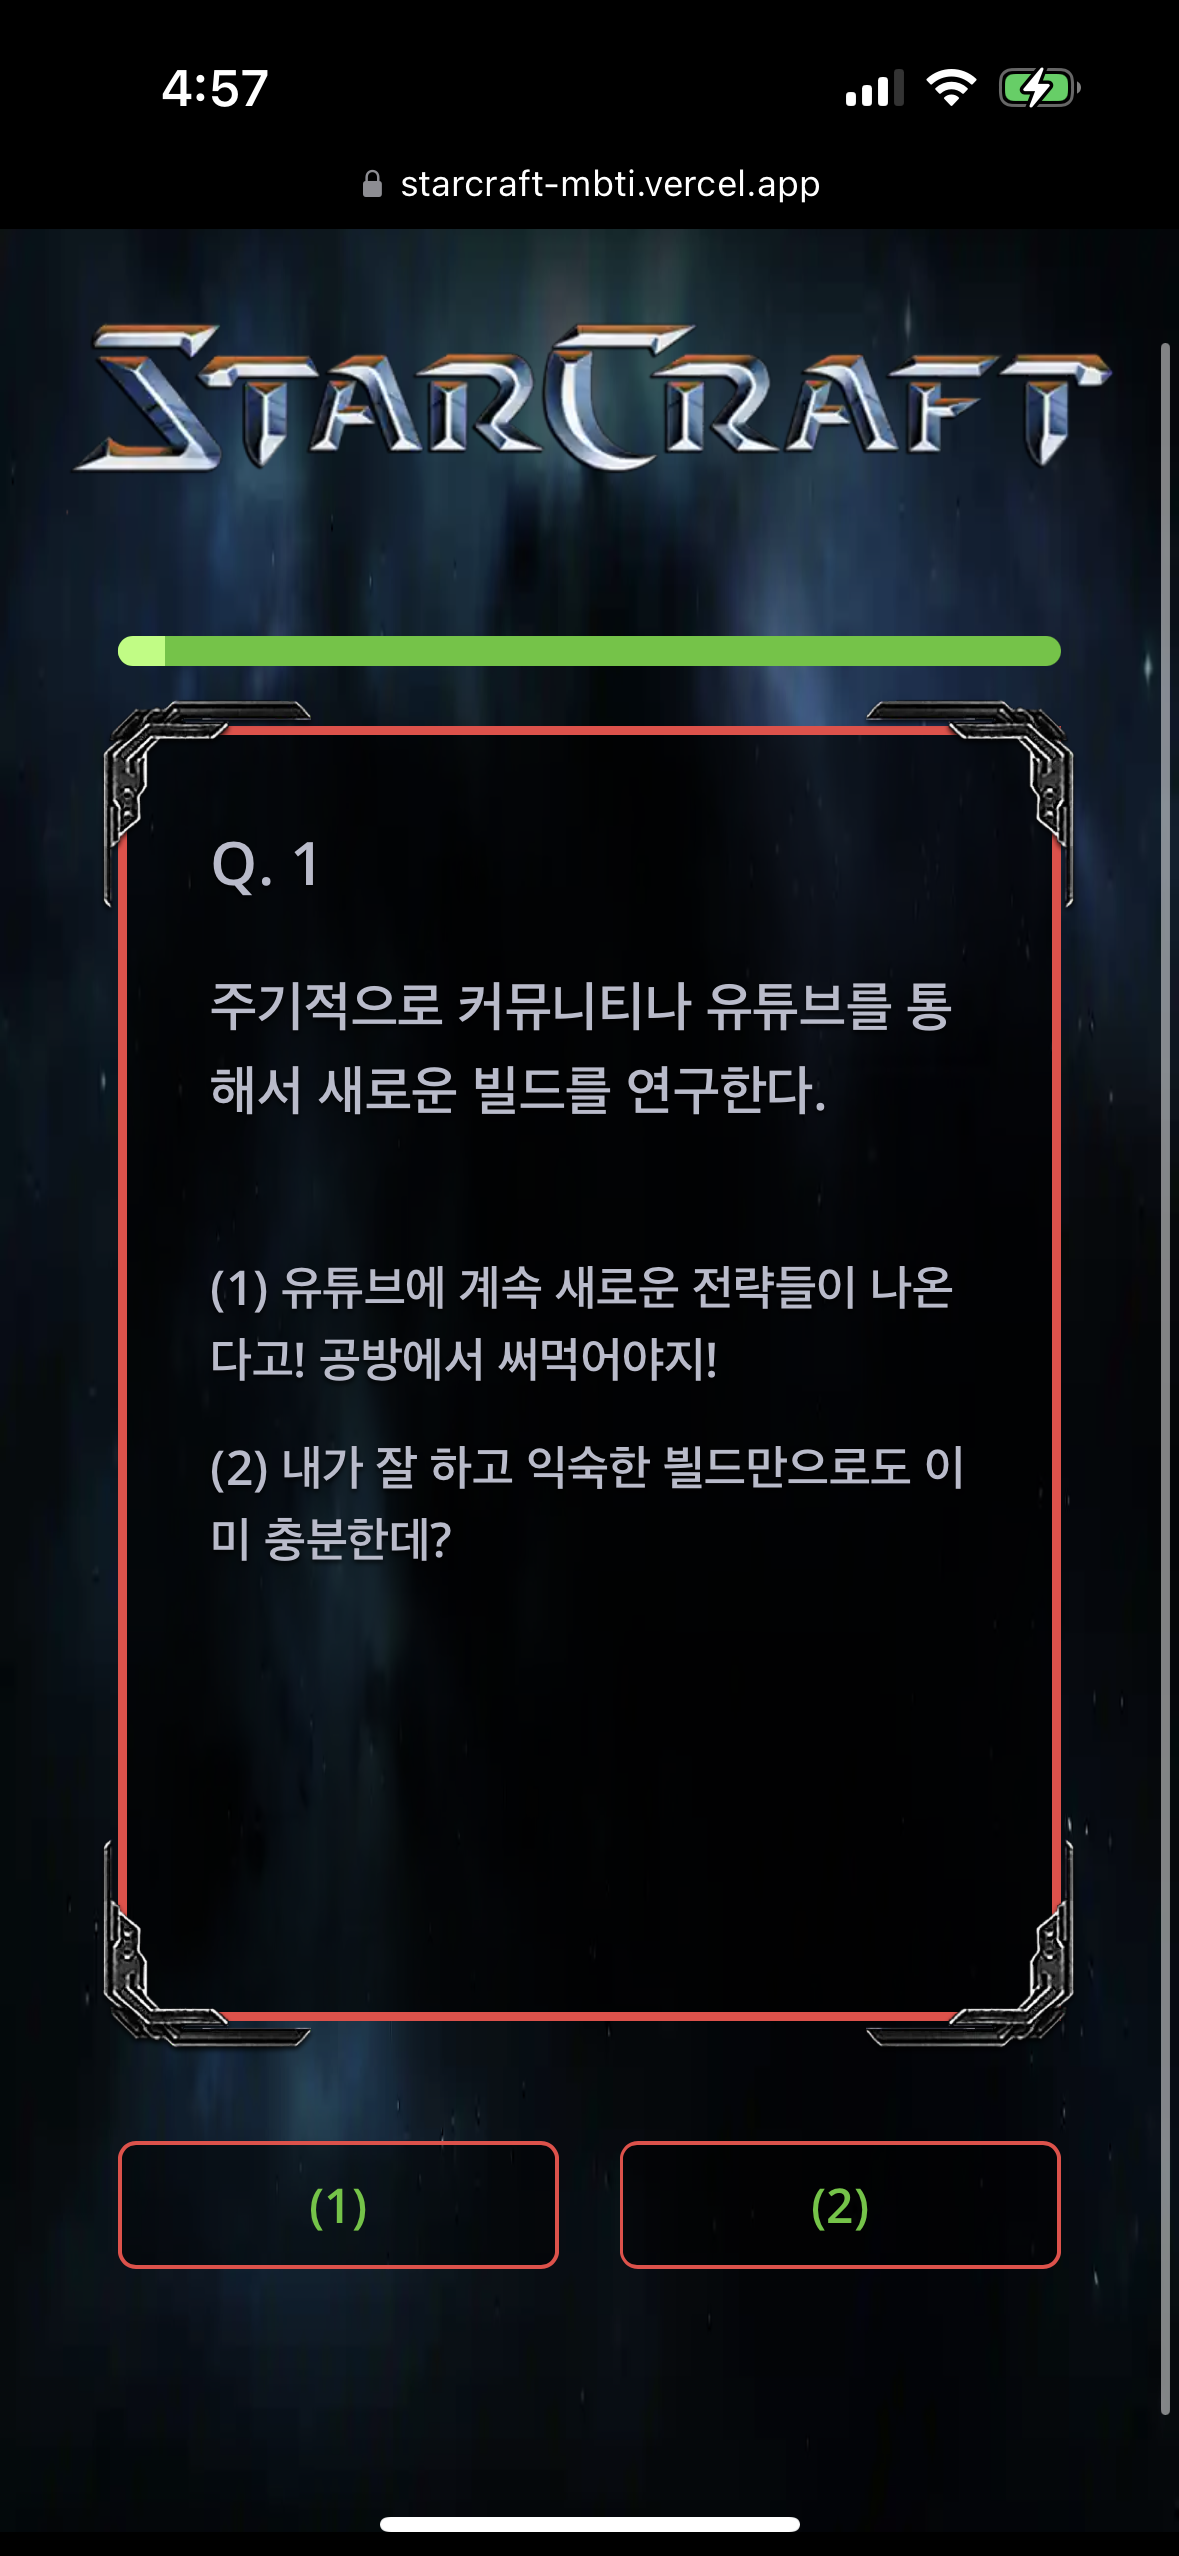 4:57
starcraft-mbti.vercel.app
STARCRAFT
Q. 1
주기적으로 커뮤니티나 유튜브를 통
해서 새로운 빌드를 연구한다.
(1) 유튜브에 계속 새로운 전략들이 나온
다고! 공방에서 써먹어야지!
(2) 내가 잘 하고 익숙한 븰드만으로도 이
미 충분한데?
(1)
(2)